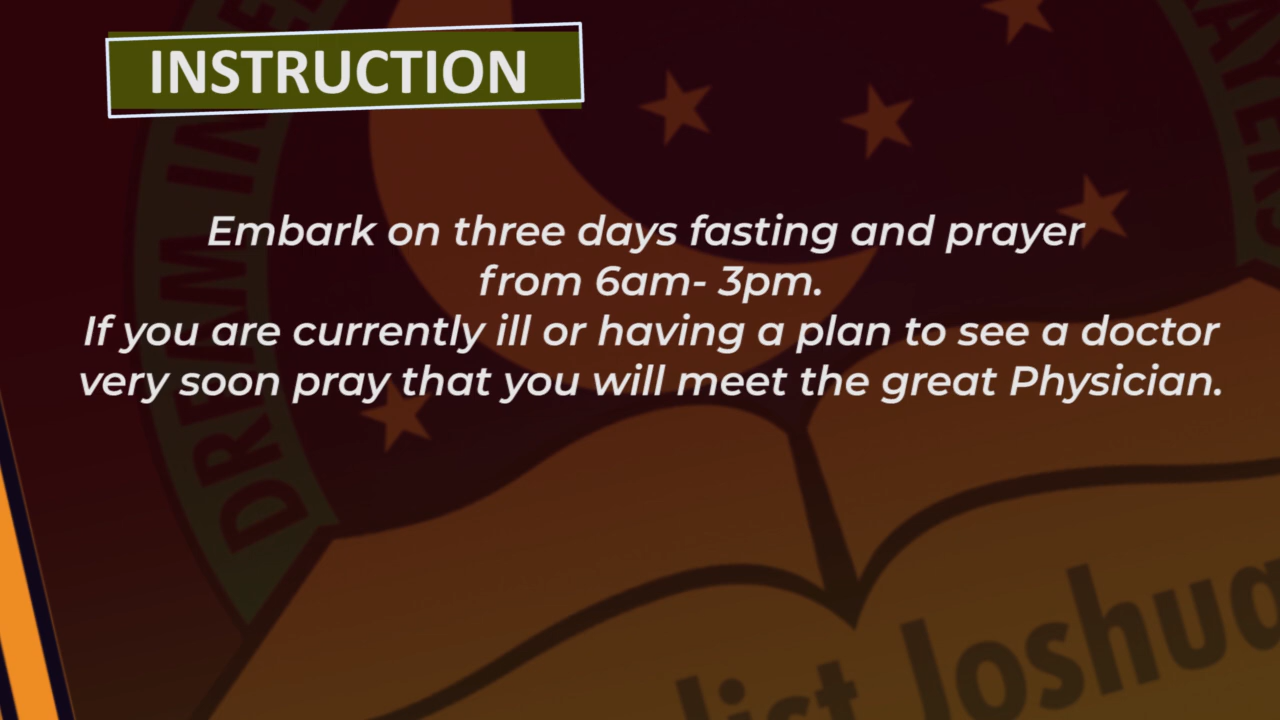 INSTRUCTION
Embark on three days fasting and prayer
from 6am- 3pm.
If you are currently ill or having a plan to see a doctor
very soon pray that you will meet the great Physician.
Joshua